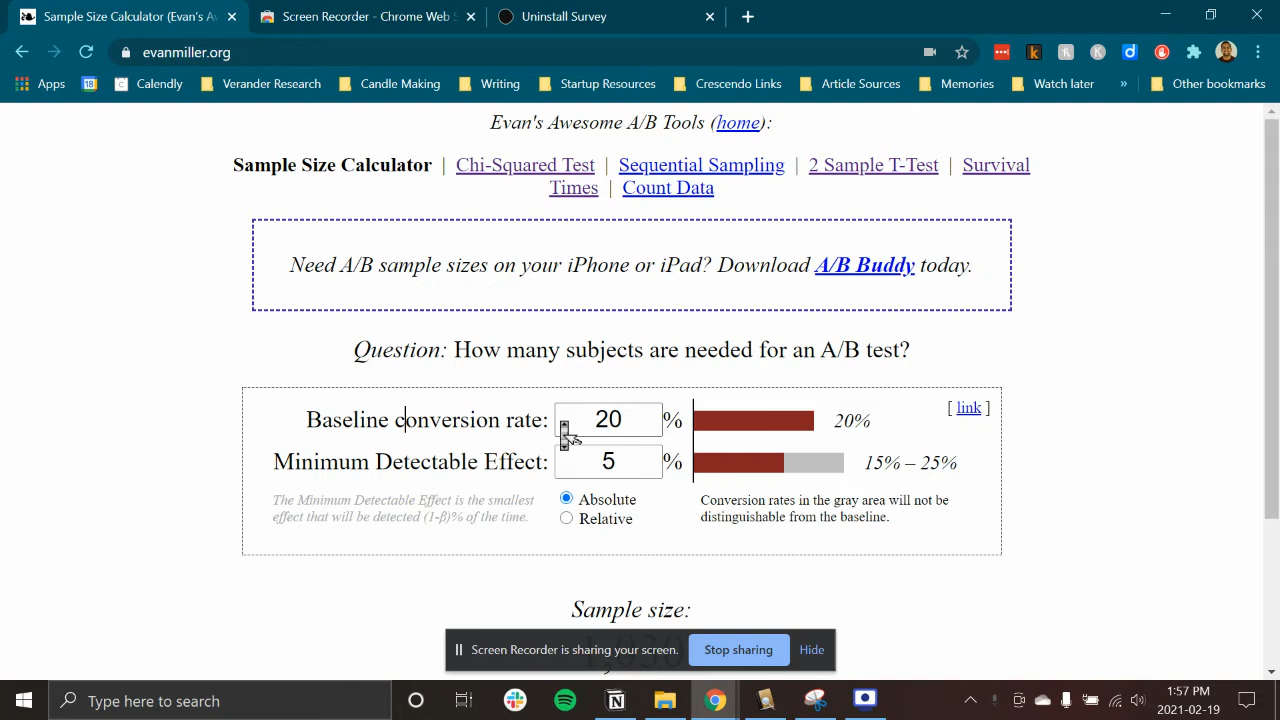 Sample Size Calculator (Evan's Aw
Screen Recorder - Chrome Web S
Uninstall Survey
evanmiller.org
Apps
18
Calendly
Verander Research
Candle Making
Writing
Startup Resources
Crescendo Links
Article Sources
Memories
Watch later
»
Other bookmarks
Evan's Awesome A/B Tools (home):
Sample Size Calculator | Chi-Squared Test | Sequential Sampling | 2 Sample T-Test | Survival
Times | Count Data
Need A/B sample sizes on your iPhone or iPad? Download A/B Buddy today.
Question: How many subjects are needed for an A/B test?
[ link ]
Baseline conversion rate: 20 % 20%
Minimum Detectable Effect: 5 % 15% – 25%
The Minimum Detectable Effect is the smallest
effect that will be detected (1-β)% of the time.
Absolute
Relative
Conversion rates in the gray area will not be
distinguishable from the baseline.
Sample size:
1,030
Screen Recorder is sharing your screen. Stop sharing Hide
Type here to search
1:57 PM
2021-02-19